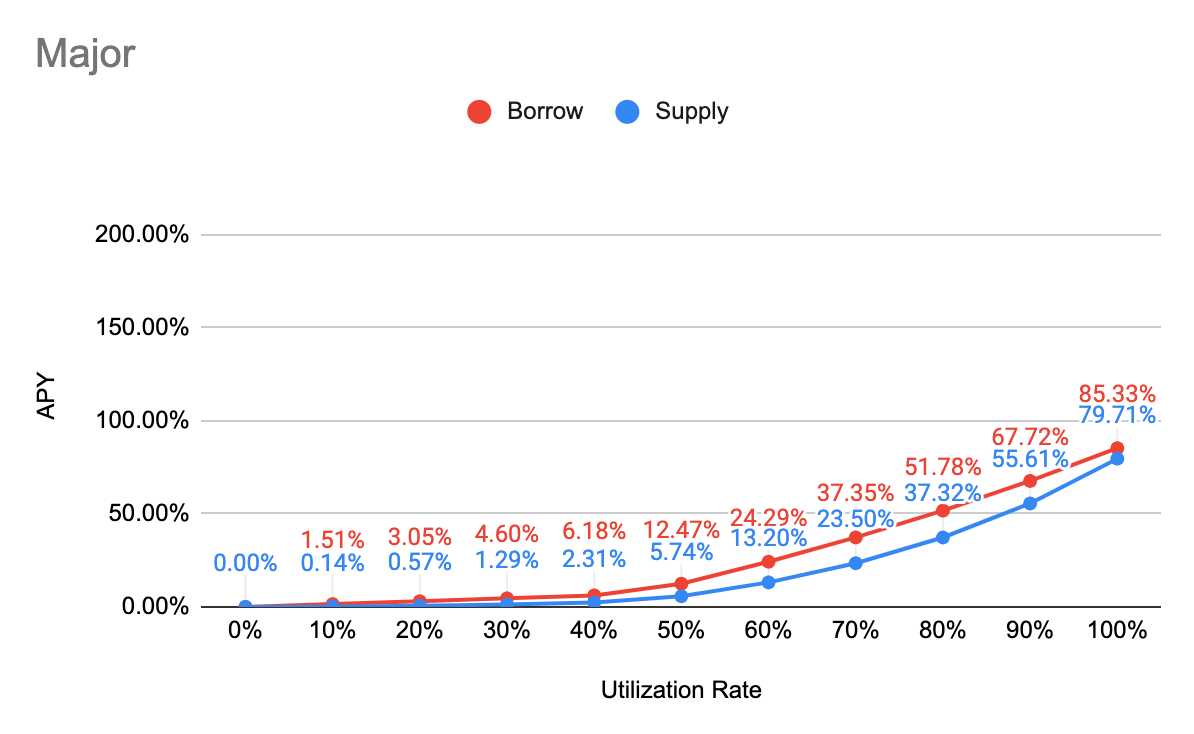 Major
Borrow Supply
200.00%
150.00%
100.00%
50.00%
0.00%
APY
1.51% 3.05% 4.60% 6.18% 12.47% 24.29% 37.35% 51.78% 67.72% 85.33%
0.00% 0.14% 0.57% 1.29% 2.31% 5.74% 13.20% 23.50% 37.32% 55.61% 79.71%
0% 10% 20% 30% 40% 50% 60% 70% 80% 90% 100%
Utilization Rate